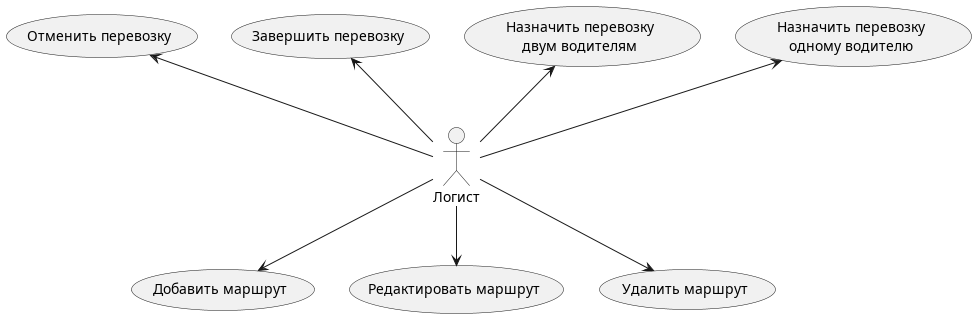 Отменить перевозку
Завершить перевозку
Назначить перевозку
двум водителям
Назначить перевозку
одному водителю
Логист
Добавить маршрут
Редактировать маршрут
Удалить маршрут